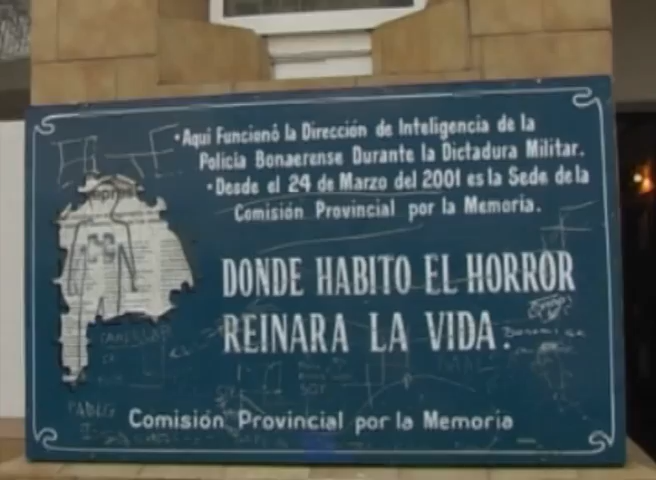 •Aqui Funcionó la Dirección de Inteligencia de la
Policía Bonaerense Durante la Dictadura Militar.
•Desde el 24 de Marzo del 2001 es la Sede de la
Comisión Provincial por la Memoria.
DONDE HABITO EL HORROR
REINARA LA VIDA.
Comisión Provincial por la Memoria